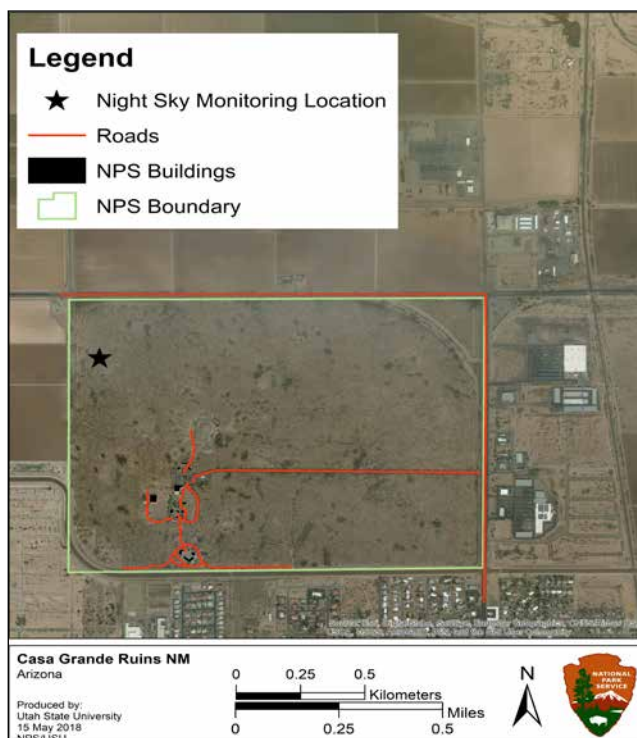 Legend
Night Sky Monitoring Location
Roads
NPS Buildings
NPS Boundary
Casa Grande Ruins NM
Arizona
Produced by:
Utah State University
15 May 2018
NPS/USU
0 0.25 0.5
Kilometers
0 0.25 0.5
Miles
N
NATIONAL
PARK
SERVICE